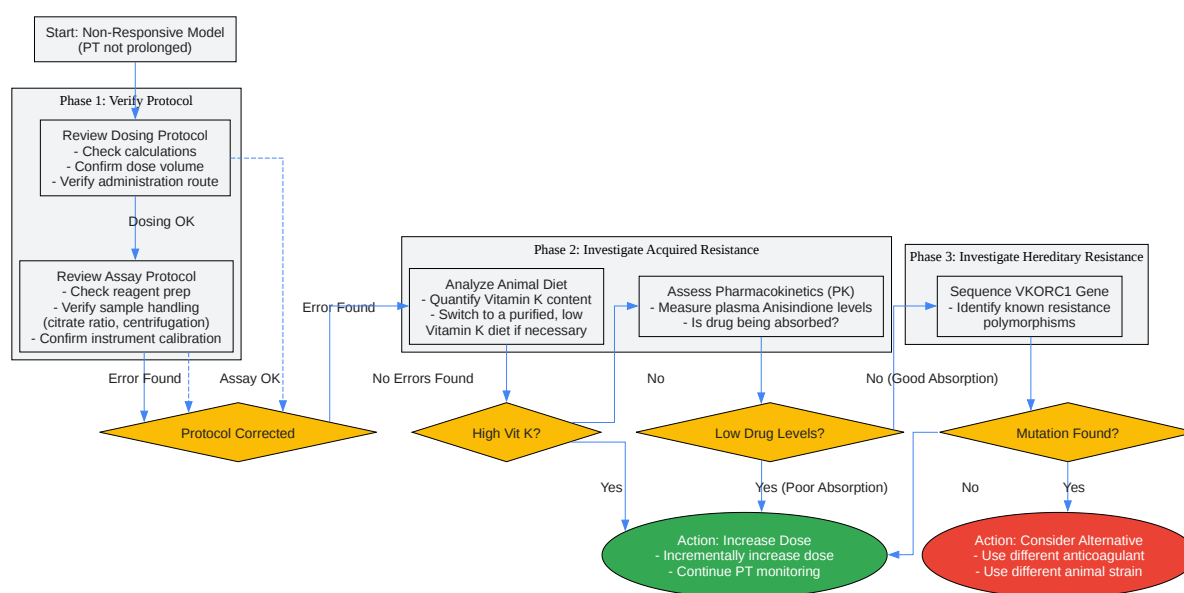 Start: Non-Responsive Model
(PT not prolonged)
Phase 1: Verify Protocol
Review Dosing Protocol
- Check calculations
- Confirm dose volume
- Verify administration route
Dosing OK
Review Assay Protocol
- Check reagent prep
- Verify sample handling
(citrate ratio, centrifugation)
- Confirm instrument calibration
Error Found
Assay OK
Protocol Corrected
Error Found
Phase 2: Investigate Acquired Resistance
Analyze Animal Diet
- Quantify Vitamin K content
- Switch to a purified, low
Vitamin K diet if necessary
No Errors Found
High Vit K?
Assess Pharmacokinetics (PK)
- Measure plasma Anisindione levels
- Is drug being absorbed?
No
Low Drug Levels?
Phase 3: Investigate Hereditary Resistance
Sequence VKORC1 Gene
- Identify known resistance
polymorphisms
No (Good Absorption)
Mutation Found?
Yes
Yes (Poor Absorption)
No
Yes
Action: Increase Dose
- Incrementally increase dose
- Continue PT monitoring
Action: Consider Alternative
- Use different anticoagulant
- Use different animal strain